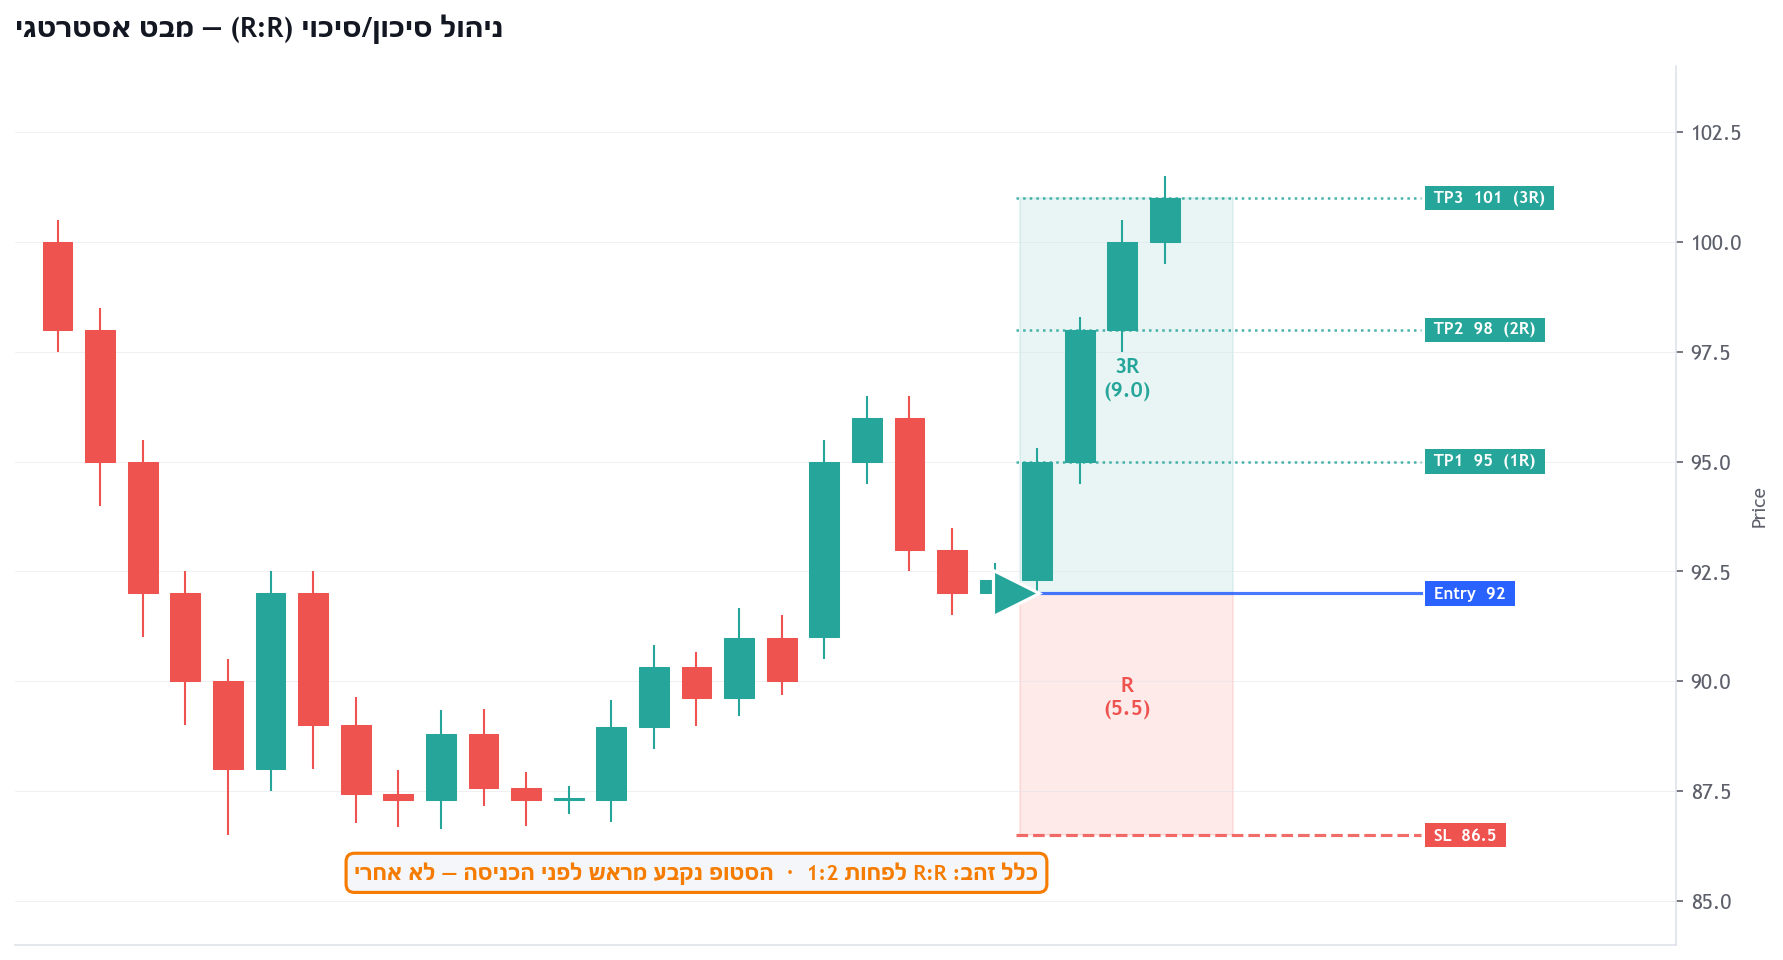 ניהול סיכון/סיכוי (R:R) – מבט אסטרטגי
102.5
TP3 101 (3R)
100.0
TP2 98 (2R)
97.5
3R
(9.0)
TP1 95 (1R)
95.0
Price
92.5
Entry 92
90.0
R
(5.5)
87.5
SL 86.5
כלל זהב: R:R לפחות 1:2 · הסטופ נקבע מראש לפני הכניסה – לא אחרי
85.0